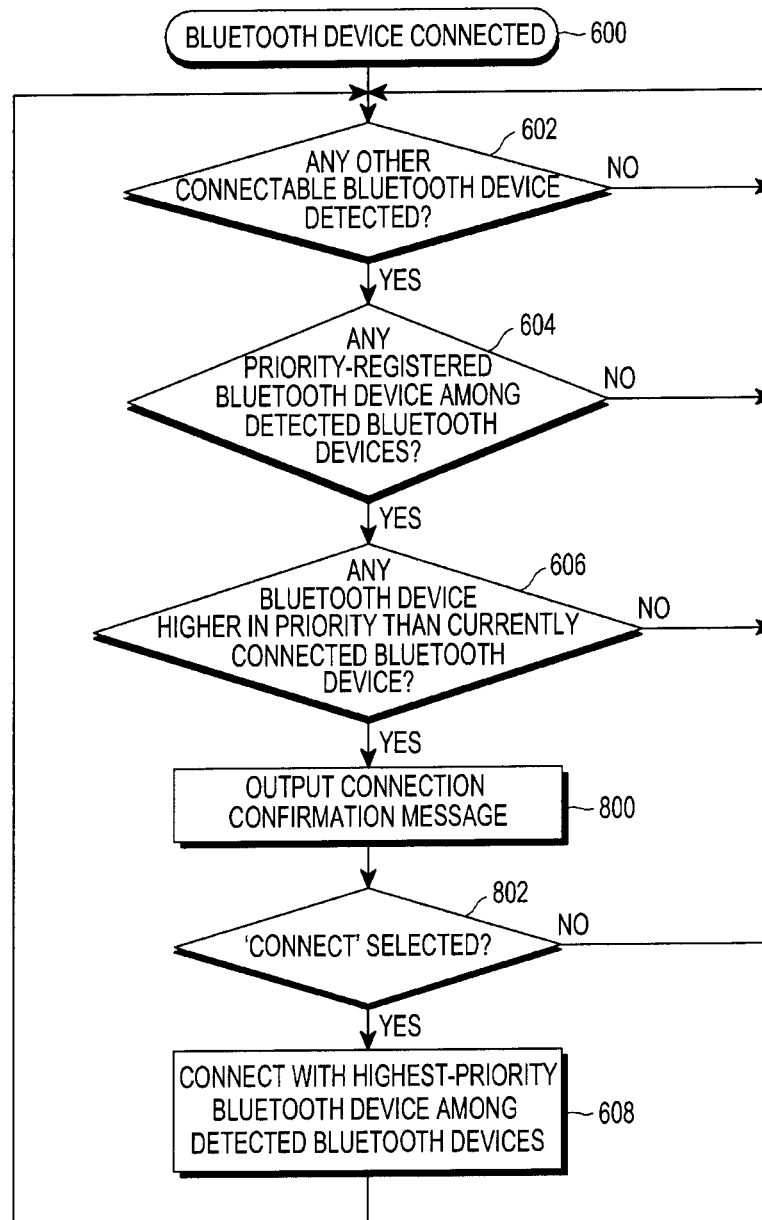 BLUETOOTH DEVICE CONNECTED
600
602
ANY OTHER
CONNECTABLE BLUETOOTH DEVICE
DETECTED?
NO
YES
604
ANY
PRIORITY-REGISTERED
BLUETOOTH DEVICE AMONG
DETECTED BLUETOOTH
DEVICES?
NO
YES
606
ANY
BLUETOOTH DEVICE
HIGHER IN PRIORITY THAN CURRENTLY
CONNECTED BLUETOOTH
DEVICE?
NO
YES
OUTPUT CONNECTION
CONFIRMATION MESSAGE
800
802
'CONNECT' SELECTED?
NO
YES
CONNECT WITH HIGHEST-PRIORITY
BLUETOOTH DEVICE AMONG
DETECTED BLUETOOTH DEVICES
608